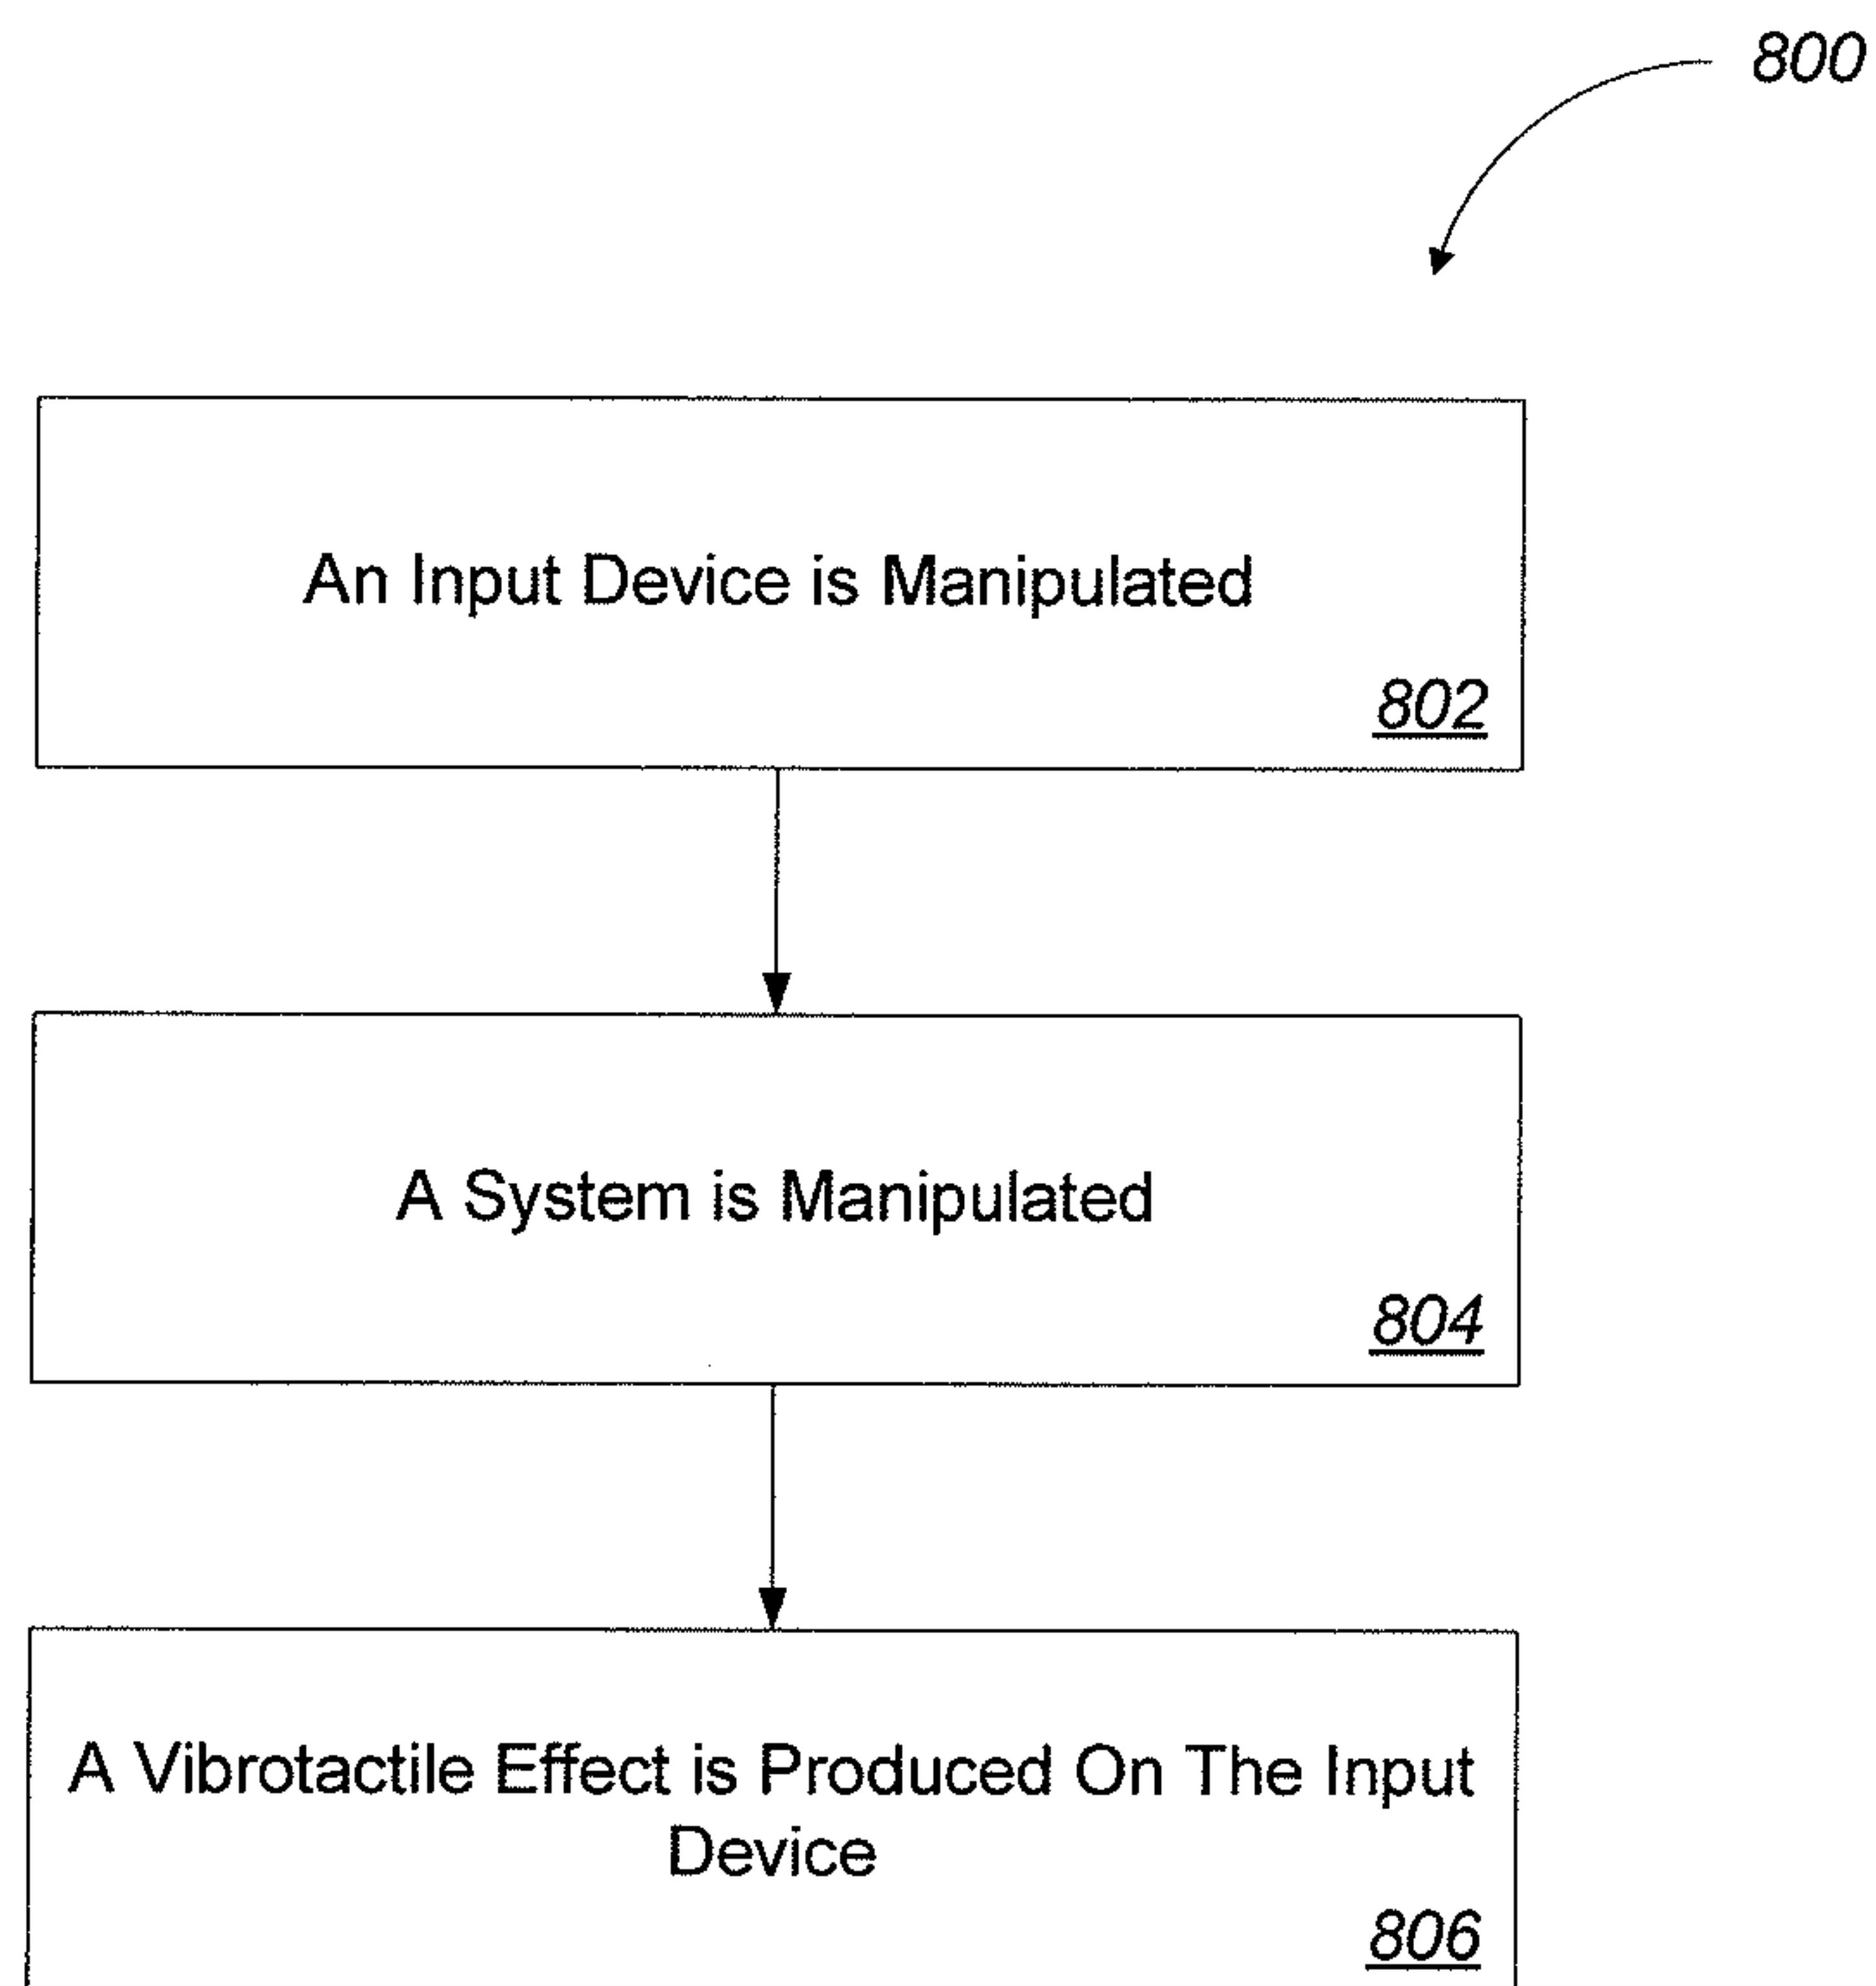 800
An Input Device is Manipulated
802
A System is Manipulated
804
A Vibrotactile Effect is Produced On The Input
Device
806